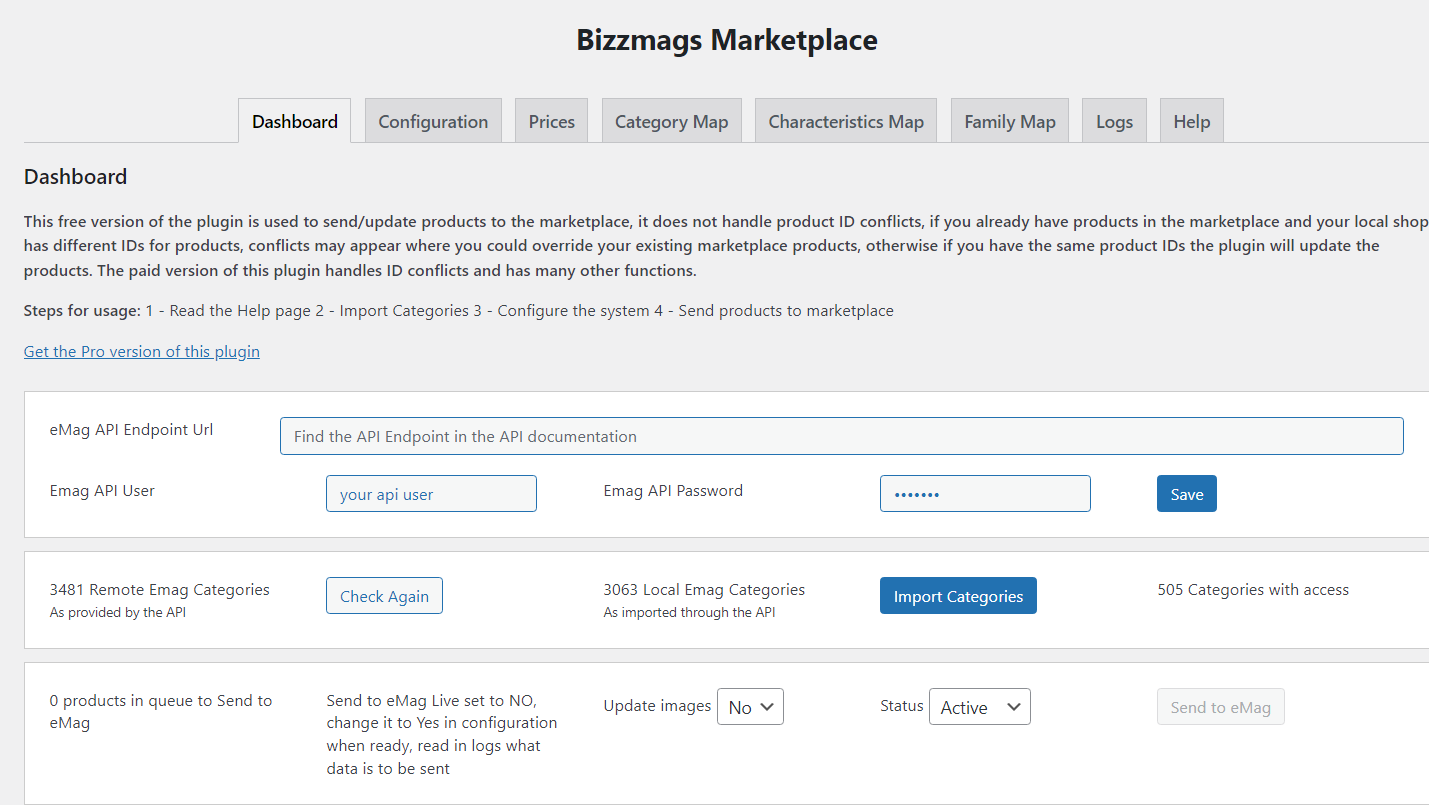 Bizzmags Marketplace
Dashboard Configuration Prices Category Map Characteristics Map Family Map Logs Help
Dashboard
This free version of the plugin is used to send/update products to the marketplace, it does not handle product ID conflicts, if you already have products in the marketplace and your local shop
has different IDs for products, conflicts may appear where you could override your existing marketplace products, otherwise if you have the same product IDs the plugin will update the
products. The paid version of this plugin handles ID conflicts and has many other functions.
Steps for usage: 1 - Read the Help page 2 - Import Categories 3 - Configure the system 4 - Send products to marketplace
Get the Pro version of this plugin
eMag API Endpoint Url
Find the API Endpoint in the API documentation
Emag API User
your api user
Emag API Password
•••••••
Save
3481 Remote Emag Categories
As provided by the API
Check Again
3063 Local Emag Categories
As imported through the API
Import Categories
505 Categories with access
0 products in queue to Send to
eMag
Send to eMag Live set to NO,
change it to Yes in configuration
when ready, read in logs what
data is to be sent
Update images No
Status Active
Send to eMag